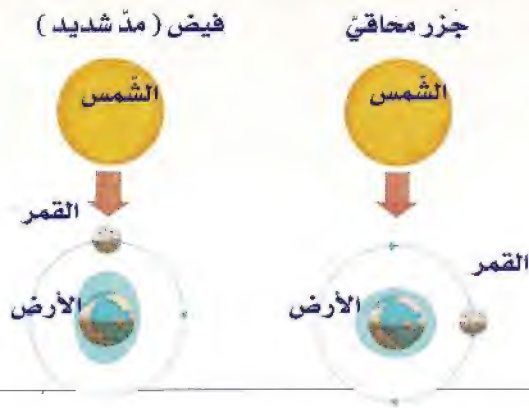 جزر محاقيّ
فيض ( مدّ شديد )
الشّمس
الشّمس
القمر
القمر
الأرض
الأرض